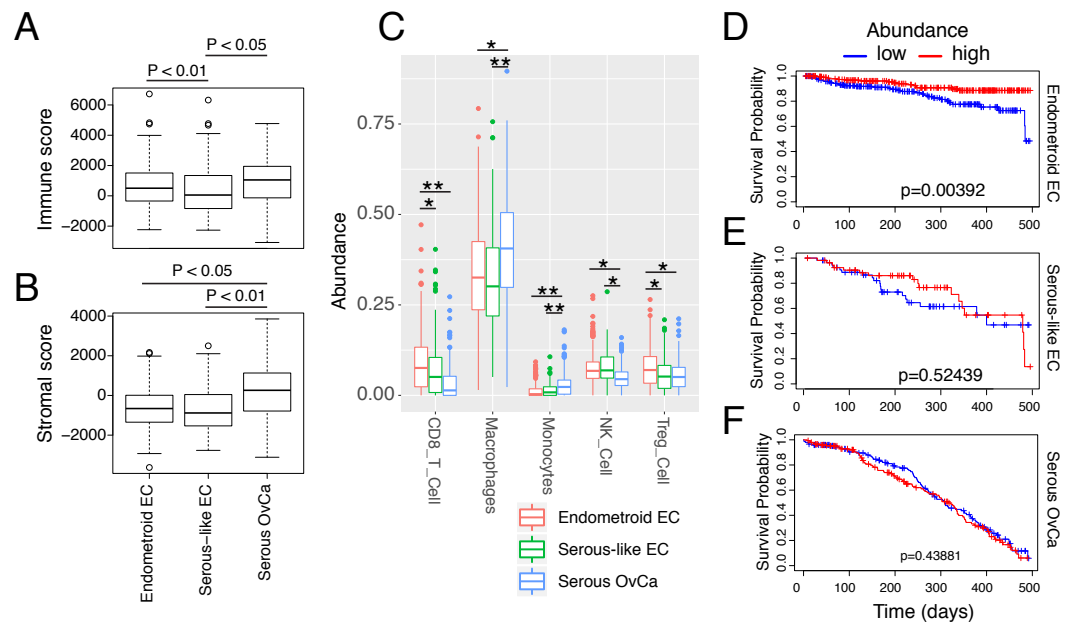 A
P < 0.05
P < 0.01
Immune score
6000
4000
2000
0
−2000
B
P < 0.05
P < 0.01
Stromal score
4000
2000
0
−2000
Endometroid EC
Serous−like EC
Serous OvCa
C
Abundance
0.75
0.50
0.25
0.00
*
**
**
*
**
**
*
*
*
*
CD8_T_Cell
Macrophages
Monocytes
NK_Cell
Treg_Cell
Endometroid EC
Serous-like EC
Serous OvCa
D
Abundance
low
high
Survival Probability
1.0
0.8
0.6
0.4
0.2
0.0
p=0.00392
0 100 200 300 400 500
Endometroid EC
E
Survival Probability
1.0
0.8
0.6
0.4
0.2
0.0
p=0.52439
0 100 200 300 400 500
Serous-like EC
F
Survival Probability
1.0
0.8
0.6
0.4
0.2
0.0
p=0.43881
0 100 200 300 400 500
Serous OvCa
Time (days)